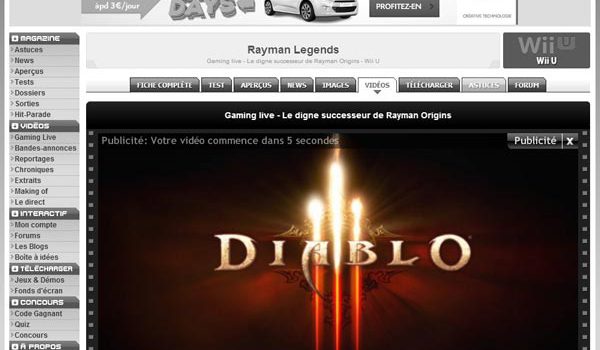 àpd 3€/jour
DAYS
PROFITEZ-EN
CREATIVE TECHNOLOGIE
MAGAZINE
Astuces
News
Aperçus
Tests
Dossiers
Sorties
Hit-Parade
VIDÉOS
Gaming Live
Bandes-annonces
Reportages
Chroniques
Extraits
Making of
Le direct
INTERACTIF
Mon compte
Forums
Les Blogs
Boîte à idées
TÉLÉCHARGER
Jeux & Démos
Fonds d'écran
CONCOURS
Code Gagnant
Quiz
Concours
À PROPOS
Rayman Legends
Gaming live - Le digne successeur de Rayman Origins - Wii U
Wii U
Wii U
FICHE COMPLÈTE
TEST
APERÇUS
NEWS
IMAGES
VIDÉOS
TÉLÉCHARGER
ASTUCES
FORUM
Gaming live - Le digne successeur de Rayman Origins
Publicité: Votre vidéo commence dans 5 secondes
Publicité x
DIABLO